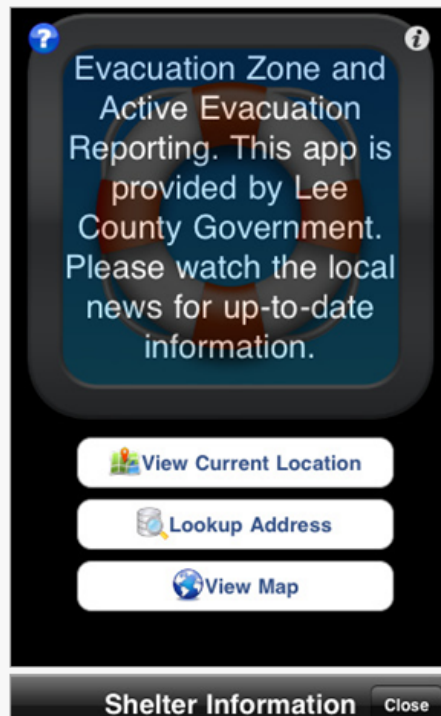 ?
i
Evacuation Zone and
Active Evacuation
Reporting. This app is
provided by Lee
County Government.
Please watch the local
news for up-to-date
information.
View Current Location
Lookup Address
View Map
Shelter Information Close